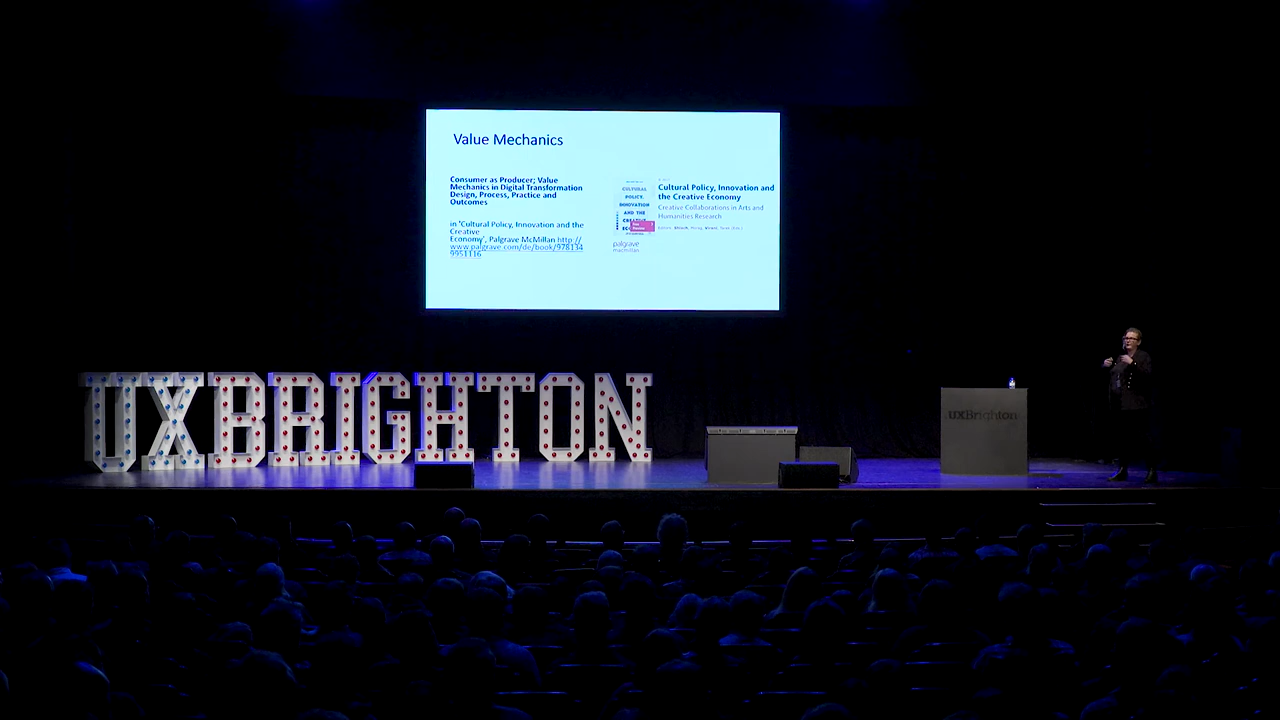 Value Mechanics
Consumer as Producer; Value
Mechanics in Digital Transformation
Design, Process, Practice and
Outcomes
in 'Cultural Policy, Innovation and the
Creative
Economy', Palgrave McMillan http://
www.palgrave.com/de/book/978134
9951116
CULTURAL
POLICY,
INNOVATION
AND THE
Cultural Policy, Innovation and
the Creative Economy
Creative Collaborations in Arts and
Humanities Research
palgrave
macmillan
UXBRIGHTON
uxBrighton